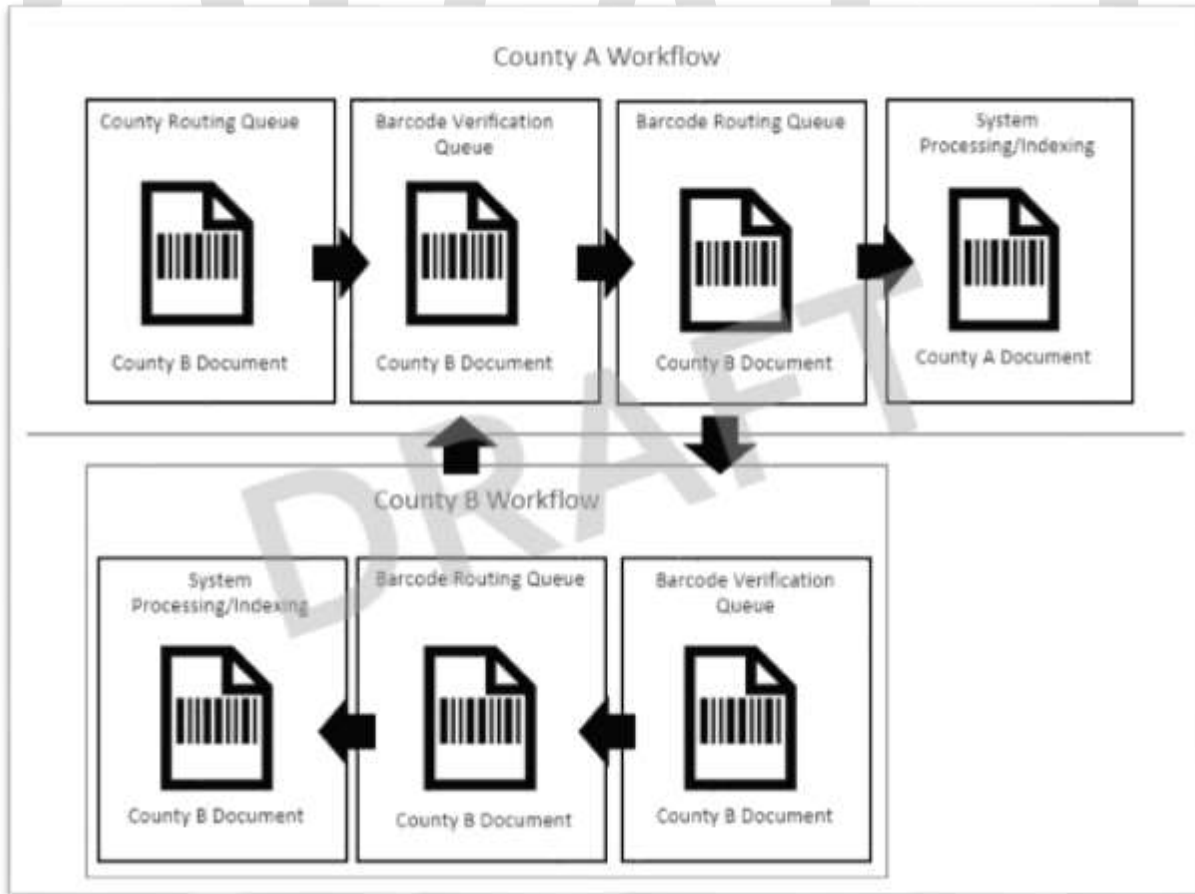 County A Workflow
County Routing Queue
County B Document
Barcode Verification
Queue
County B Document
Barcode Routing Queue
County B Document
System
Processing/Indexing
County A Document
County B Workflow
System
Processing/Indexing
County B Document
Barcode Routing Queue
County B Document
Barcode Verification
Queue
County B Document
DRAFT